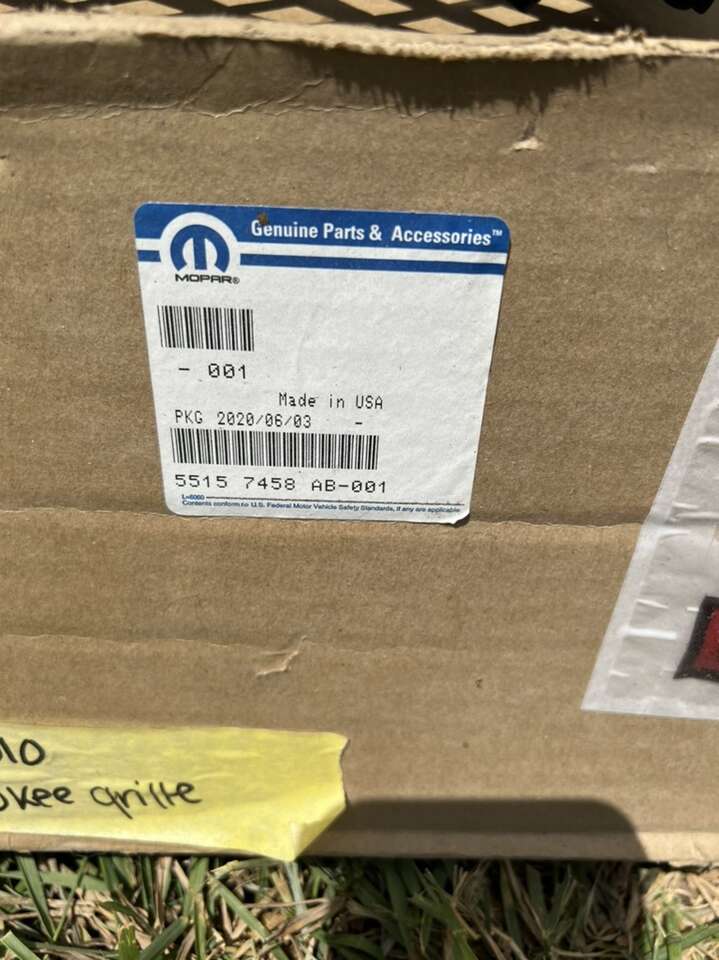 Genuine Parts & Accessories™
MOPAR®
- 001
Made in USA
PKG 2020/06/03 -
5515 7458 AB-001
L=6060
Contents conform to U.S. Federal Motor Vehicle Safety Standards, if any are applicable
grille